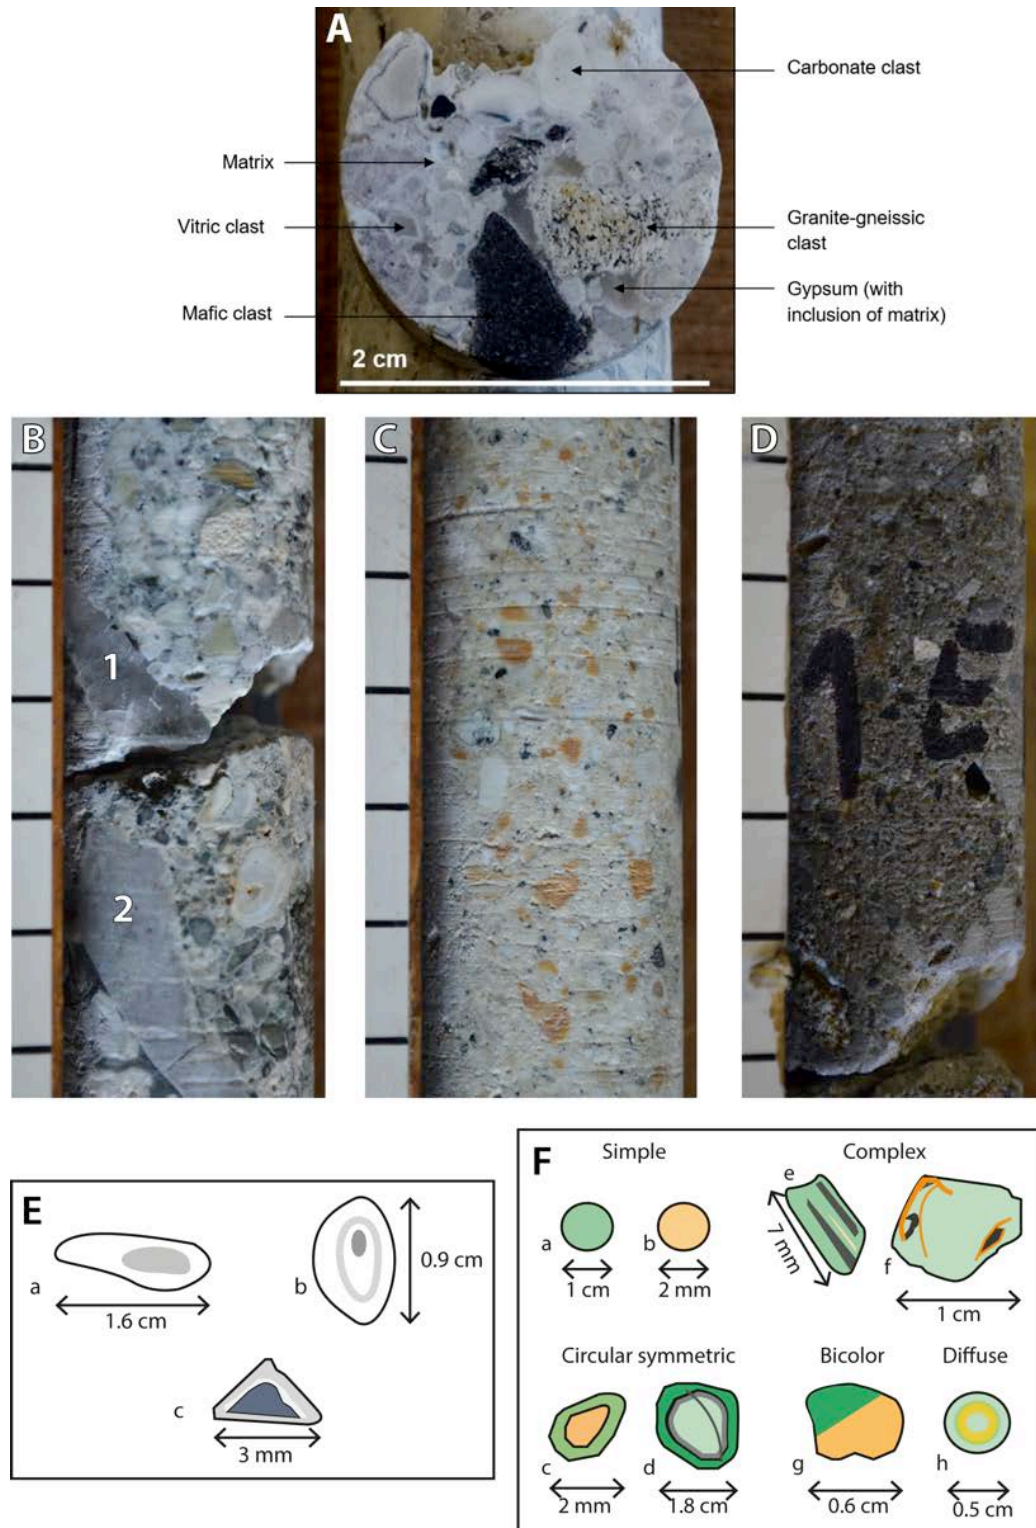 A
Carbonate clast
Matrix
Vitric clast
Granite-gneissic
clast
Mafic clast
Gypsum (with
inclusion of matrix)
2 cm
B
C
D
1
2
1
E
F
Simple
Complex
a
b
1 cm
2 mm
e
7 mm
f
1 cm
a
1.6 cm
b
0.9 cm
c
3 mm
Circular symmetric
Bicolor
Diffuse
c
2 mm
d
1.8 cm
g
0.6 cm
h
0.5 cm